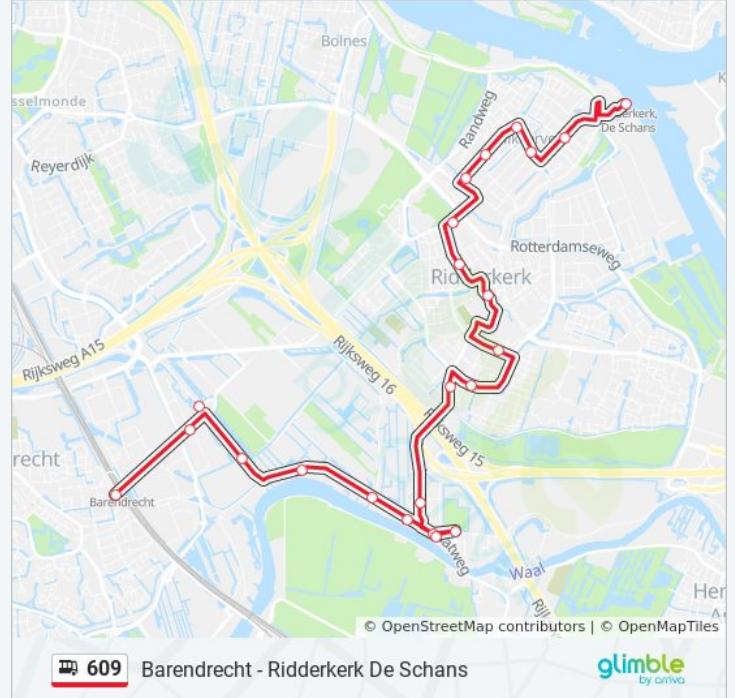 Bolnes
sselmonde
Randweg
erkerk,
De Schans
Reyerdijk
Rotterdamseweg
Ridderkerk
Rijksweg A15
Rijksweg 16
Rijksweg 15
recht
Barendrecht
Waal
© OpenStreetMap contributors | © OpenMapTiles
609
Barendrecht - Ridderkerk De Schans
glimble
by arriva